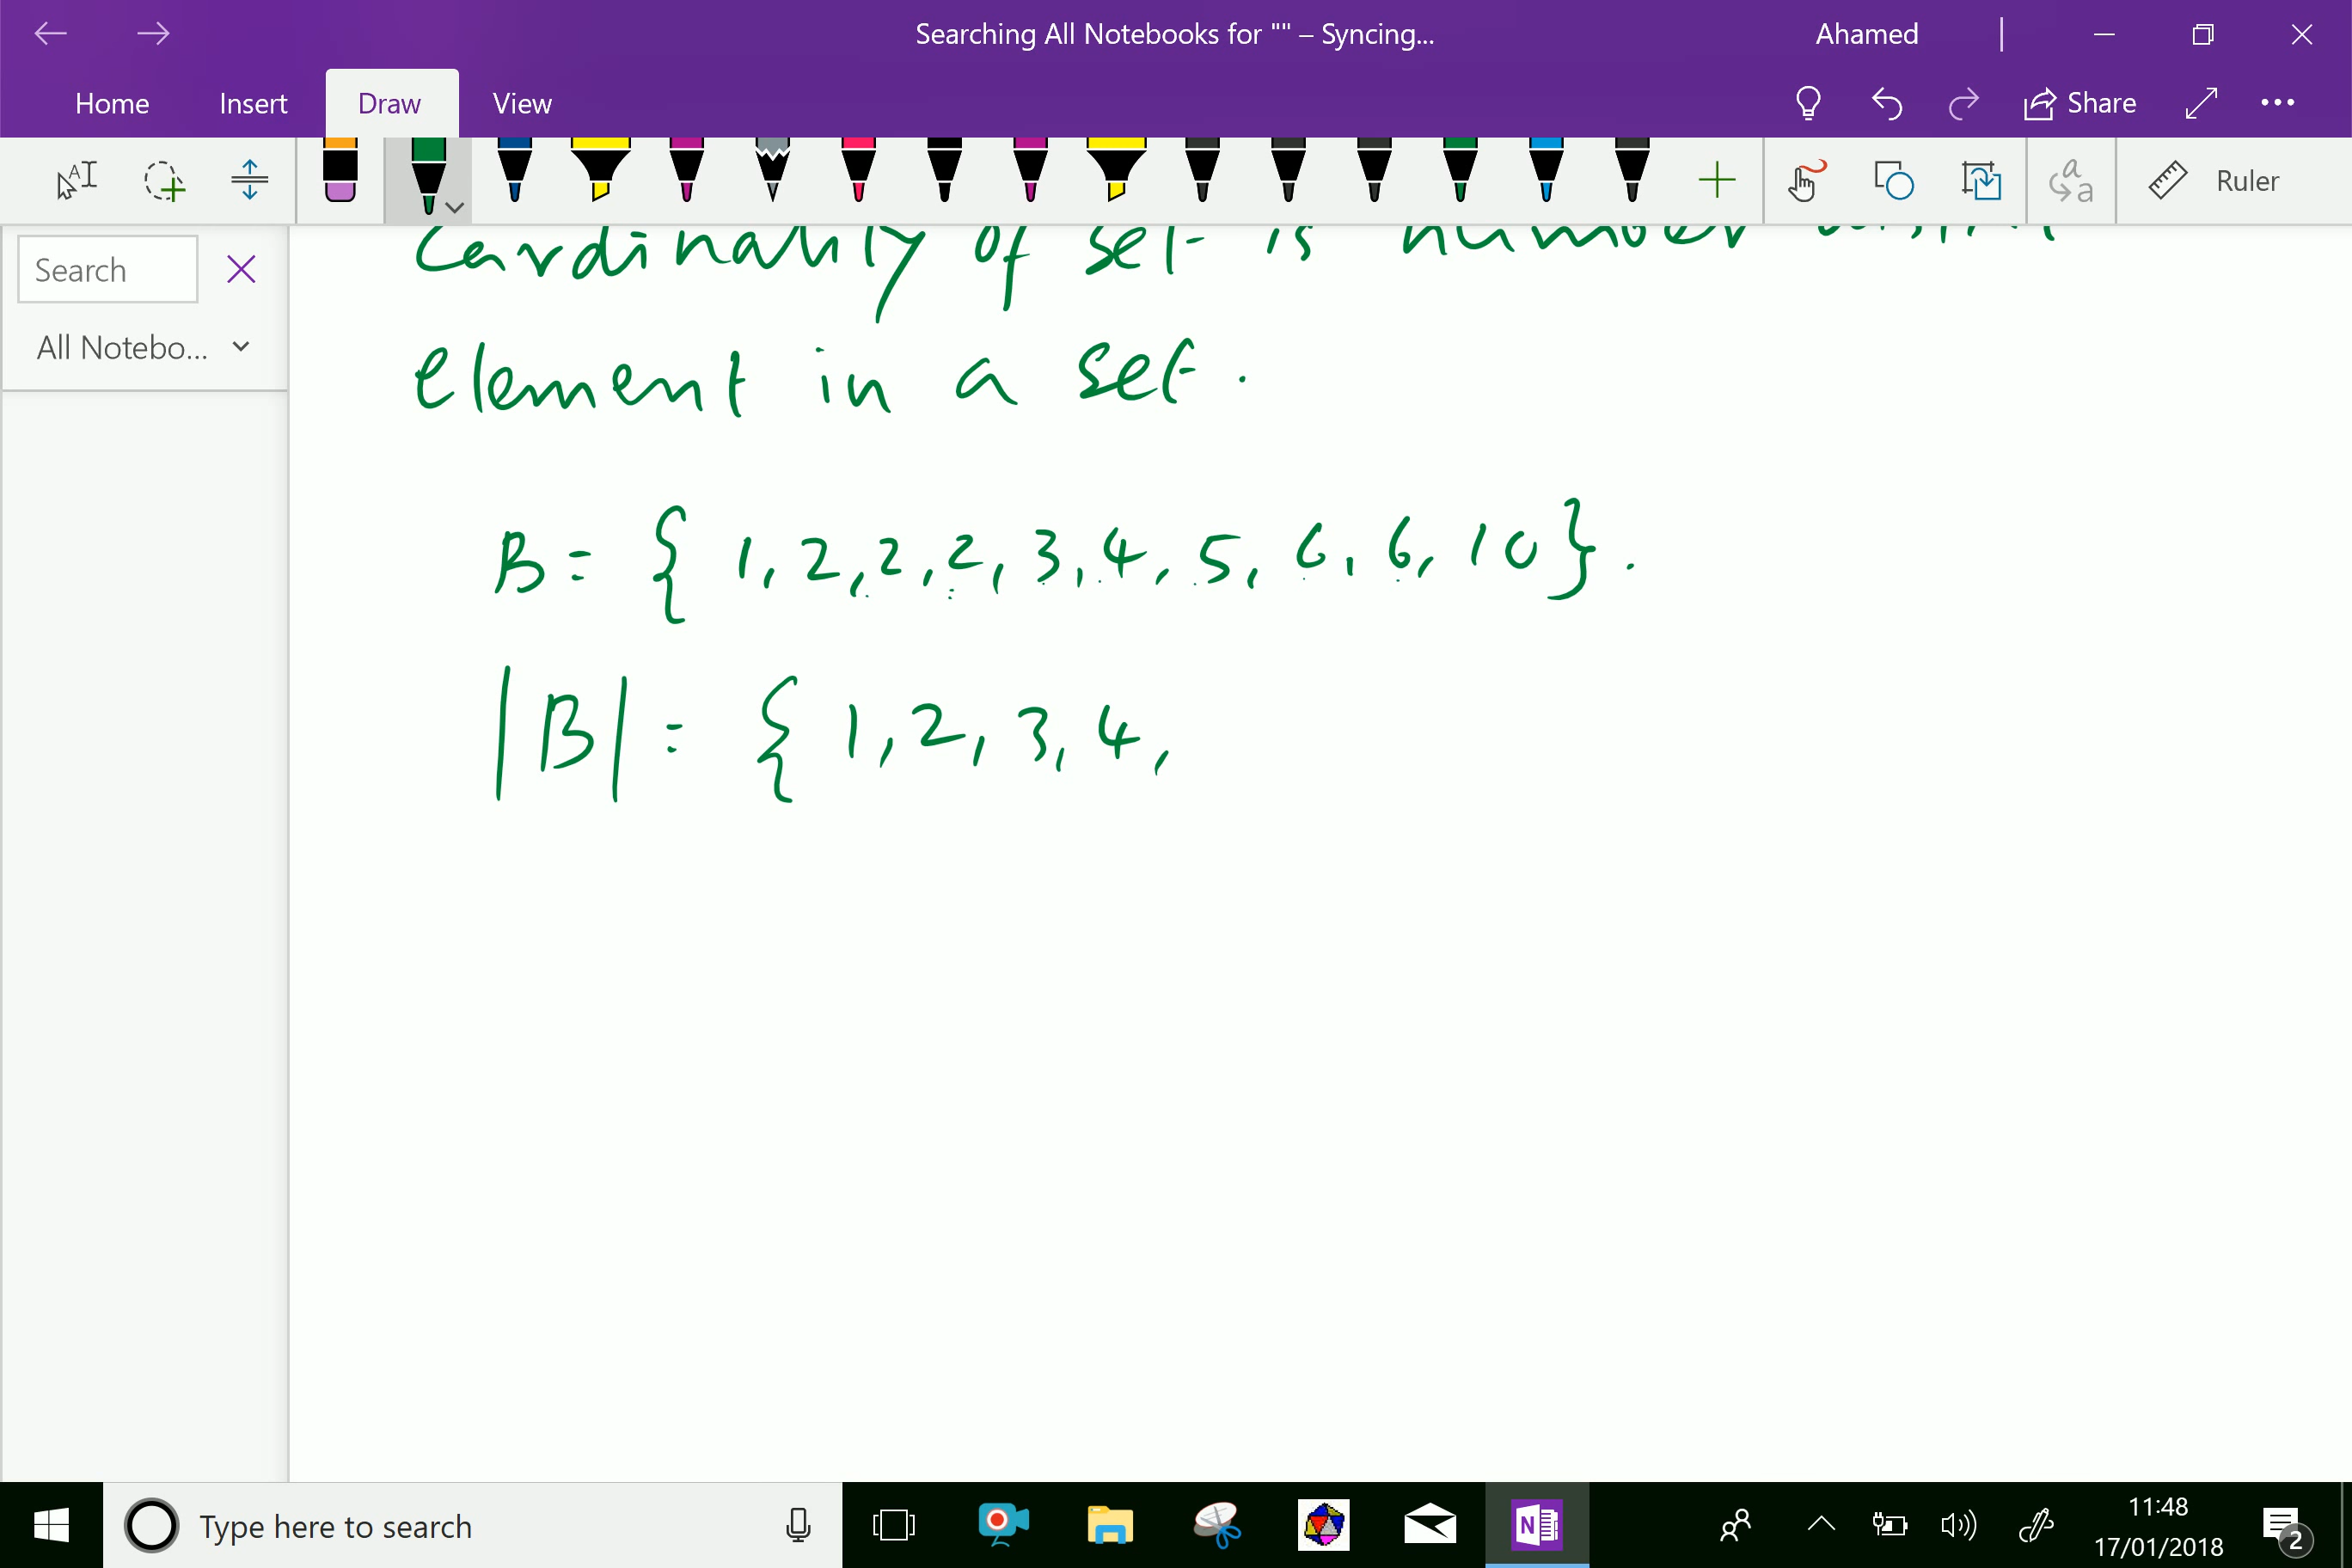 Searching All Notebooks for "" – Syncing...
Ahamed
Home Insert Draw View
Share
Ruler
Search
All Notebo...
Cardinality of set is number
element in a set.
B = { 1, 2, 2, 2, 3, 4, 5, 6, 6, 10 }.
|B| = { 1, 2, 3, 4,
Type here to search
11:48
17/01/2018
2